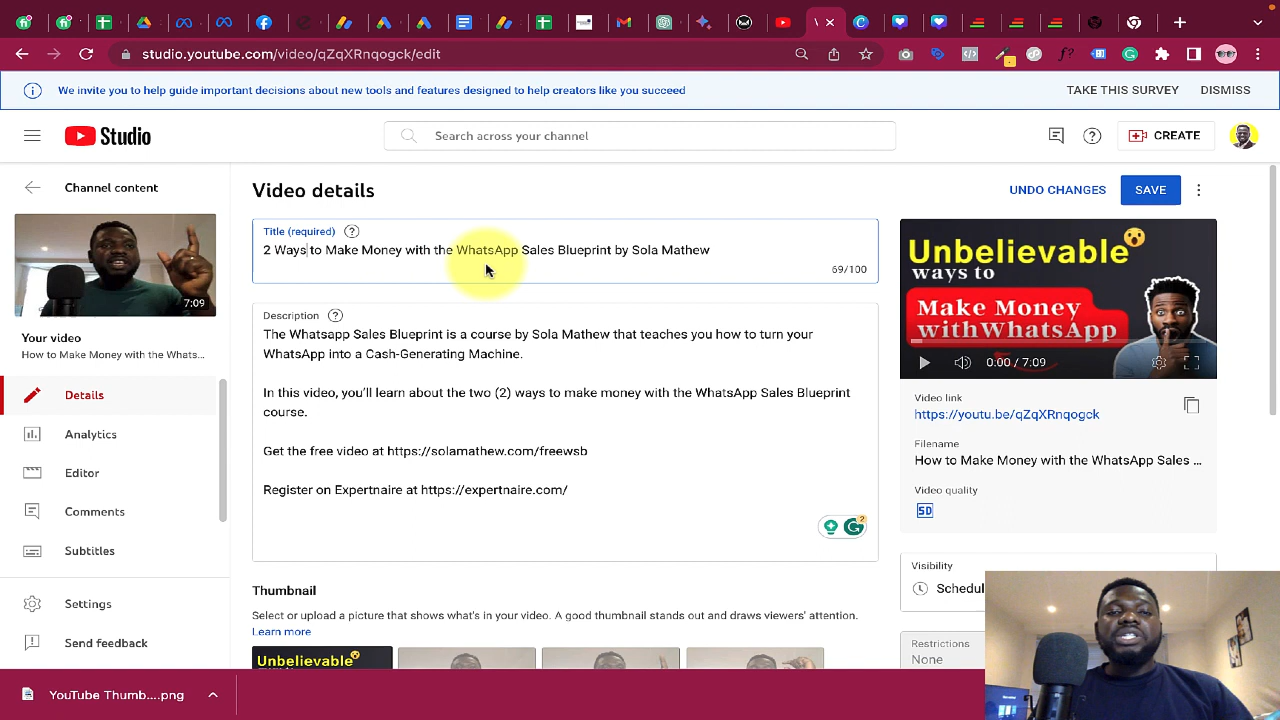 studio.youtube.com/video/qZqXRnqogck/edit
We invite you to help guide important decisions about new tools and features designed to help creators like you succeed
TAKE THIS SURVEY
DISMISS
Studio
Search across your channel
CREATE
Channel content
7:09
Your video
How to Make Money with the Whats...
Details
Analytics
Editor
Comments
Subtitles
Settings
Send feedback
Video details
UNDO CHANGES
SAVE
Title (required)
2 Ways to Make Money with the WhatsApp Sales Blueprint by Sola Mathew
69/100
Description
The Whatsapp Sales Blueprint is a course by Sola Mathew that teaches you how to turn your
WhatsApp into a Cash-Generating Machine.
In this video, you'll learn about the two (2) ways to make money with the WhatsApp Sales Blueprint
course.
Get the free video at https://solamathew.com/freewsb
Register on Expertnaire at https://expertnaire.com/
2
Thumbnail
Select or upload a picture that shows what's in your video. A good thumbnail stands out and draws viewers' attention.
Learn more
Unbelievable
Unbelievable
ways to
Make Money
withWhatsApp
0:00 / 7:09
Video link
https://youtu.be/qZqXRnqogck
Filename
How to Make Money with the WhatsApp Sales ...
Video quality
SD
Visibility
Schedul
Restrictions
None
YouTube Thumb....png